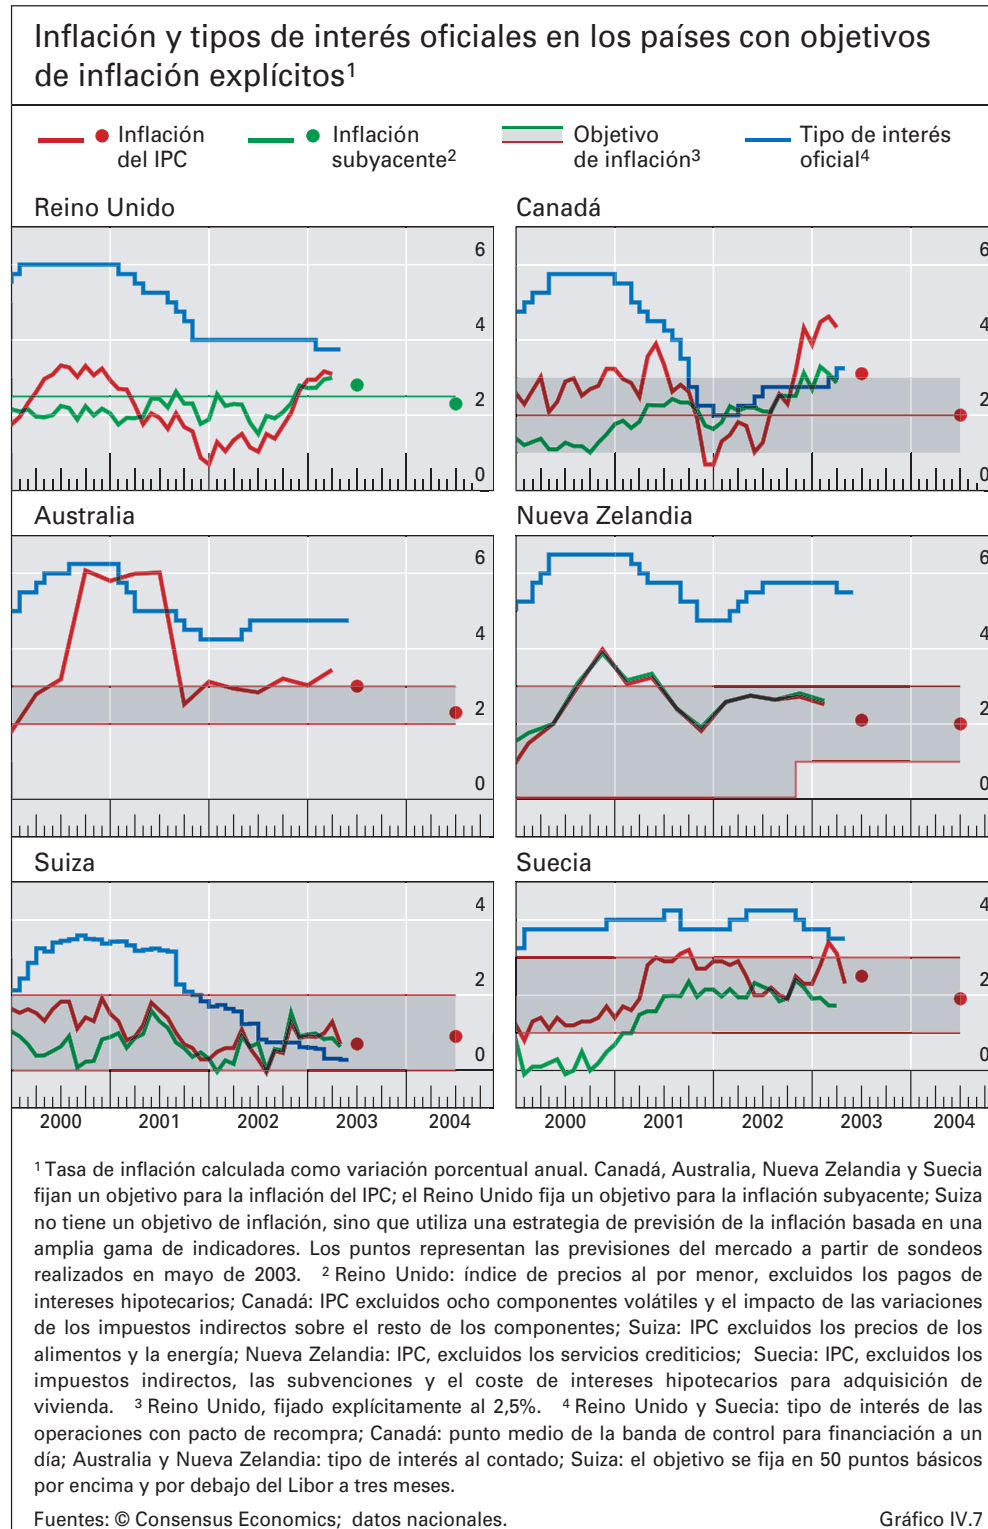 Inflación y tipos de interés oficiales en los países con objetivos
de inflación explícitos¹
Inflación
del IPC
Inflación
subyacente²
Objetivo
de inflación³
Tipo de interés
oficial⁴
Reino Unido
6
4
2
0
Canadá
6
4
2
0
Australia
6
4
2
0
Nueva Zelandia
6
4
2
0
Suiza
4
2
0
2000 2001 2002 2003 2004
Suecia
4
2
0
2000 2001 2002 2003 2004
¹ Tasa de inflación calculada como variación porcentual anual. Canadá, Australia, Nueva Zelandia y Suecia
fijan un objetivo para la inflación del IPC; el Reino Unido fija un objetivo para la inflación subyacente; Suiza
no tiene un objetivo de inflación, sino que utiliza una estrategia de previsión de la inflación basada en una
amplia gama de indicadores. Los puntos representan las previsiones del mercado a partir de sondeos
realizados en mayo de 2003. ² Reino Unido: índice de precios al por menor, excluidos los pagos de
intereses hipotecarios; Canadá: IPC excluidos ocho componentes volátiles y el impacto de las variaciones
de los impuestos indirectos sobre el resto de los componentes; Suiza: IPC excluidos los precios de los
alimentos y la energía; Nueva Zelandia: IPC, excluidos los servicios crediticios; Suecia: IPC, excluidos los
impuestos indirectos, las subvenciones y el coste de intereses hipotecarios para adquisición de
vivienda. ³ Reino Unido, fijado explícitamente al 2,5%. ⁴ Reino Unido y Suecia: tipo de interés de las
operaciones con pacto de recompra; Canadá: punto medio de la banda de control para financiación a un
día; Australia y Nueva Zelandia: tipo de interés al contado; Suiza: el objetivo se fija en 50 puntos básicos
por encima y por debajo del Libor a tres meses.
Fuentes: © Consensus Economics; datos nacionales. Gráfico IV.7